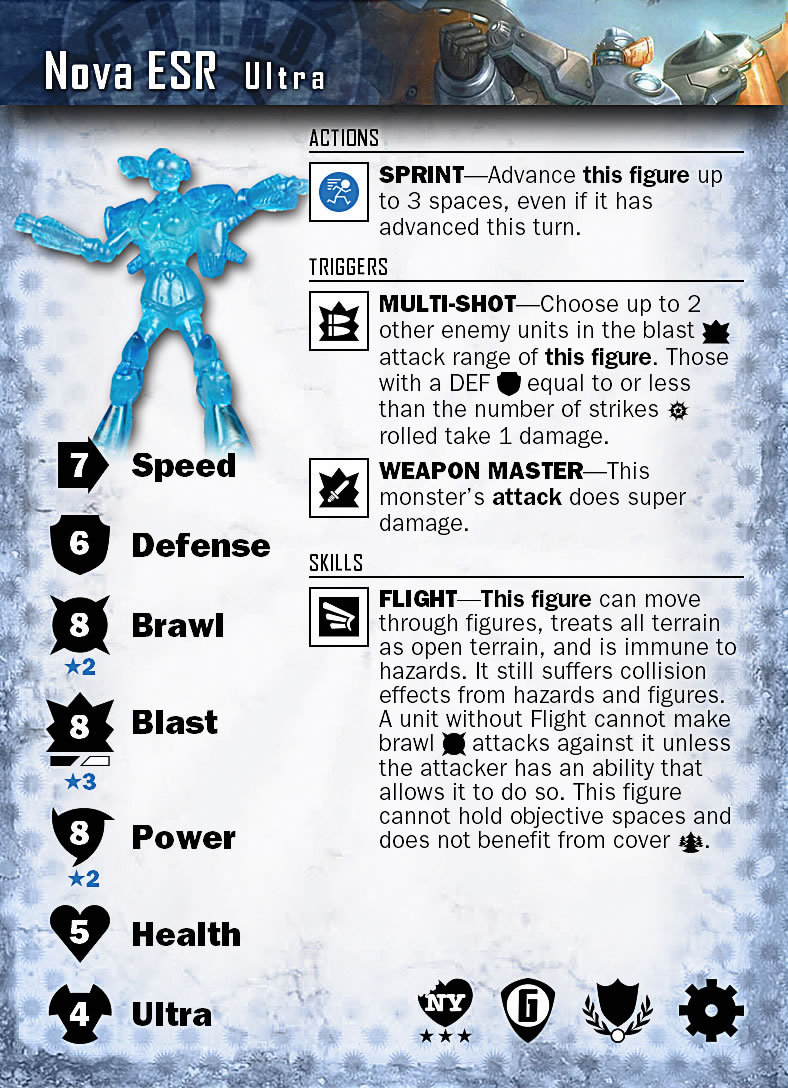 Nova ESR Ultra
ACTIONS
SPRINT—Advance this figure up
to 3 spaces, even if it has
advanced this turn.
TRIGGERS
MULTI-SHOT—Choose up to 2
other enemy units in the blast
attack range of this figure. Those
with a DEF equal to or less
than the number of strikes
rolled take 1 damage.
WEAPON MASTER—This
monster's attack does super
damage.
SKILLS
FLIGHT—This figure can move
through figures, treats all terrain
as open terrain, and is immune to
hazards. It still suffers collision
effects from hazards and figures.
A unit without Flight cannot make
brawl attacks against it unless
the attacker has an ability that
allows it to do so. This figure
cannot hold objective spaces and
does not benefit from cover .
7 Speed
6 Defense
8 Brawl
★2
8 Blast
★3
8 Power
★2
5 Health
4 Ultra
NY
★★★
G